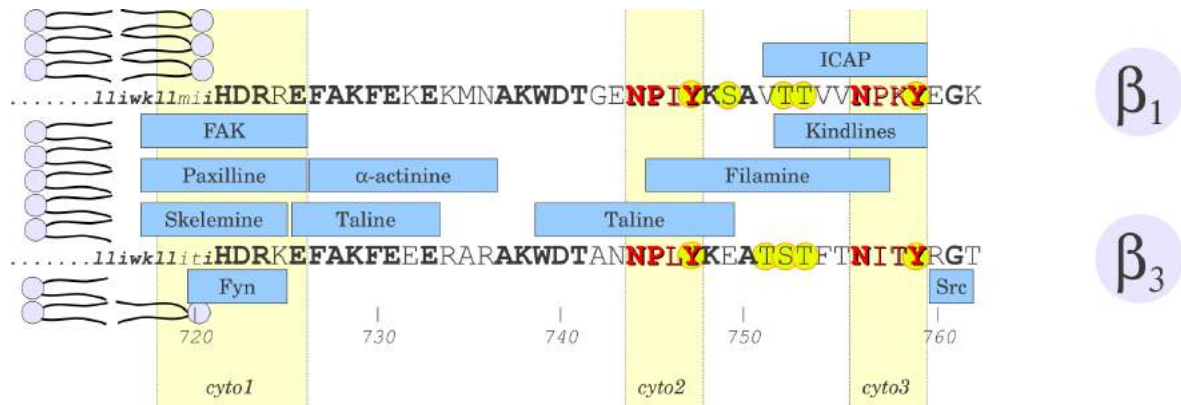 ICAP
.......lliwkllmiiHDRREFAKFEKEKMNAKWDTGENPIYKSAVTTVVNPKYEGK
β1
FAK
Kindlines
Paxilline
α-actinine
Filamine
Skelemine
Taline
Taline
.......lliwkllitiHDRKEFAKFEEERARAKWDTANNPLYKEATSTFTNITYRGT
β3
Fyn
Src
720
730
740
750
760
cyto1
cyto2
cyto3